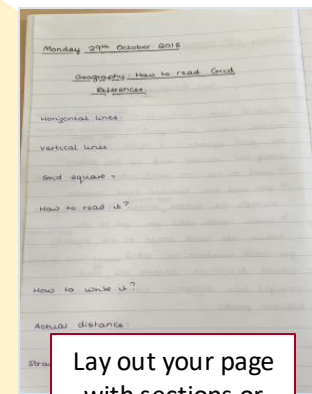 Monday 29th October 2018
Geography: How to read Grid
References.
Horizontal lines:
Vertical lines
Grid square =
How to read it?
How to write it?
Actual distance:
Lay out your page
with sections or